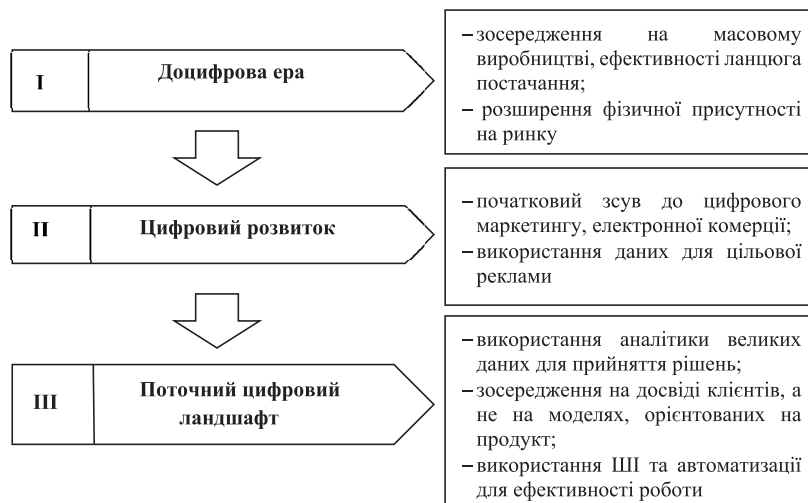 I
Доцифрова ера
– зосередження на масовому
виробництві, ефективності ланцюга
постачання;
– розширення фізичної присутності
на ринку
II
Цифровий розвиток
– початковий зсув до цифрового
маркетингу, електронної комерції;
– використання даних для цільової
реклами
III
Поточний цифровий
ландшафт
– використання аналітики великих
даних для прийняття рішень;
– зосередження на досвіді клієнтів, а
не на моделях, орієнтованих на
продукт;
– використання ШІ та автоматизації
для ефективності роботи